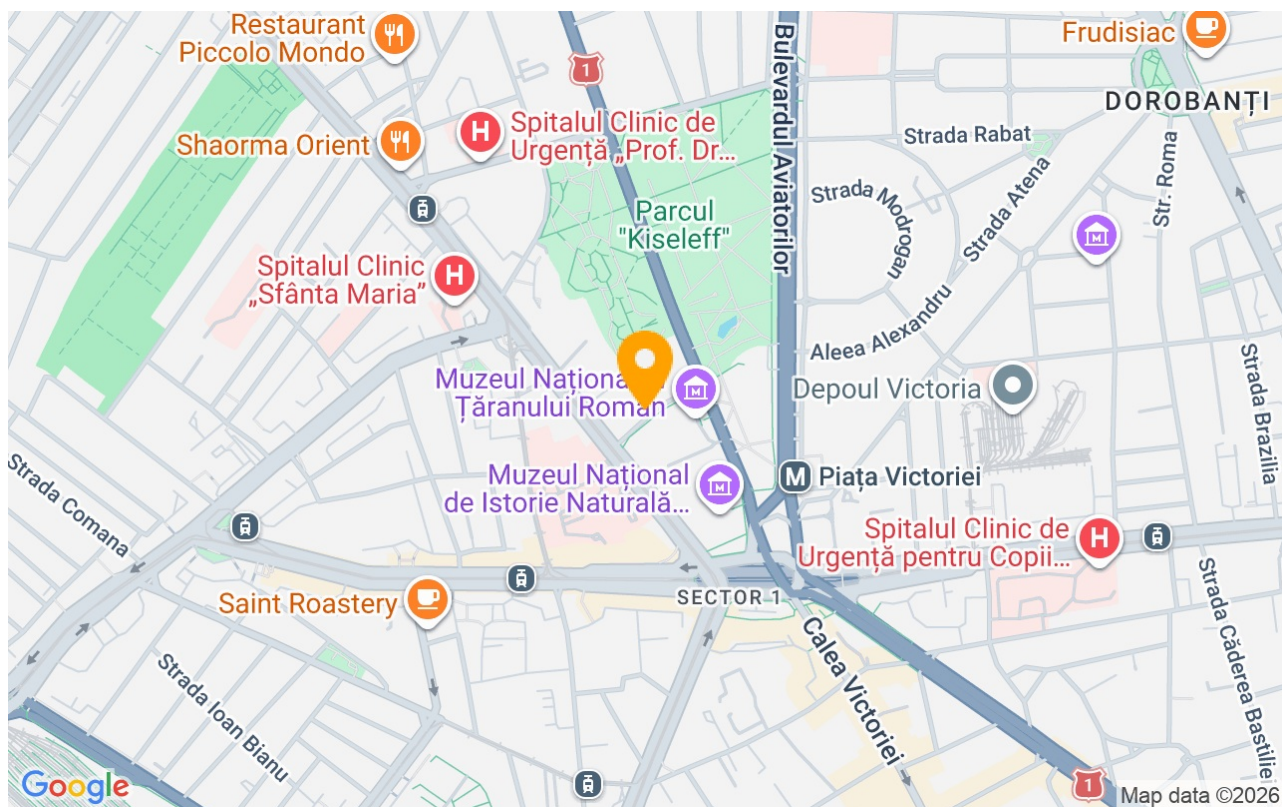 Restaurant
Piccolo Mondo
1
Bulevardul Aviatorilor
Frudisiac
DOROBANȚI
Shaorma Orient
H
Spitalul Clinic de
Urgență „Prof. Dr...
Strada Rabat
Strada Atena
Str. Roma
Parcul
"Kiseleff"
Strada Modrogan
M
Spitalul Clinic
„Sfânta Maria”
H
Aleea Alexandru
Strada Brazilia
Muzeul Național
Țăranului Român
M
Depoul Victoria
Muzeul Național
de Istorie Naturală...
M
M
Piața Victoriei
Strada Comana
Spitalul Clinic de
Urgență pentru Copii...
H
Saint Roastery
SECTOR 1
Strada Căderea Bastiliei
Calea Victoriei
Strada Ioan Bianu
Google
1
Map data ©2026